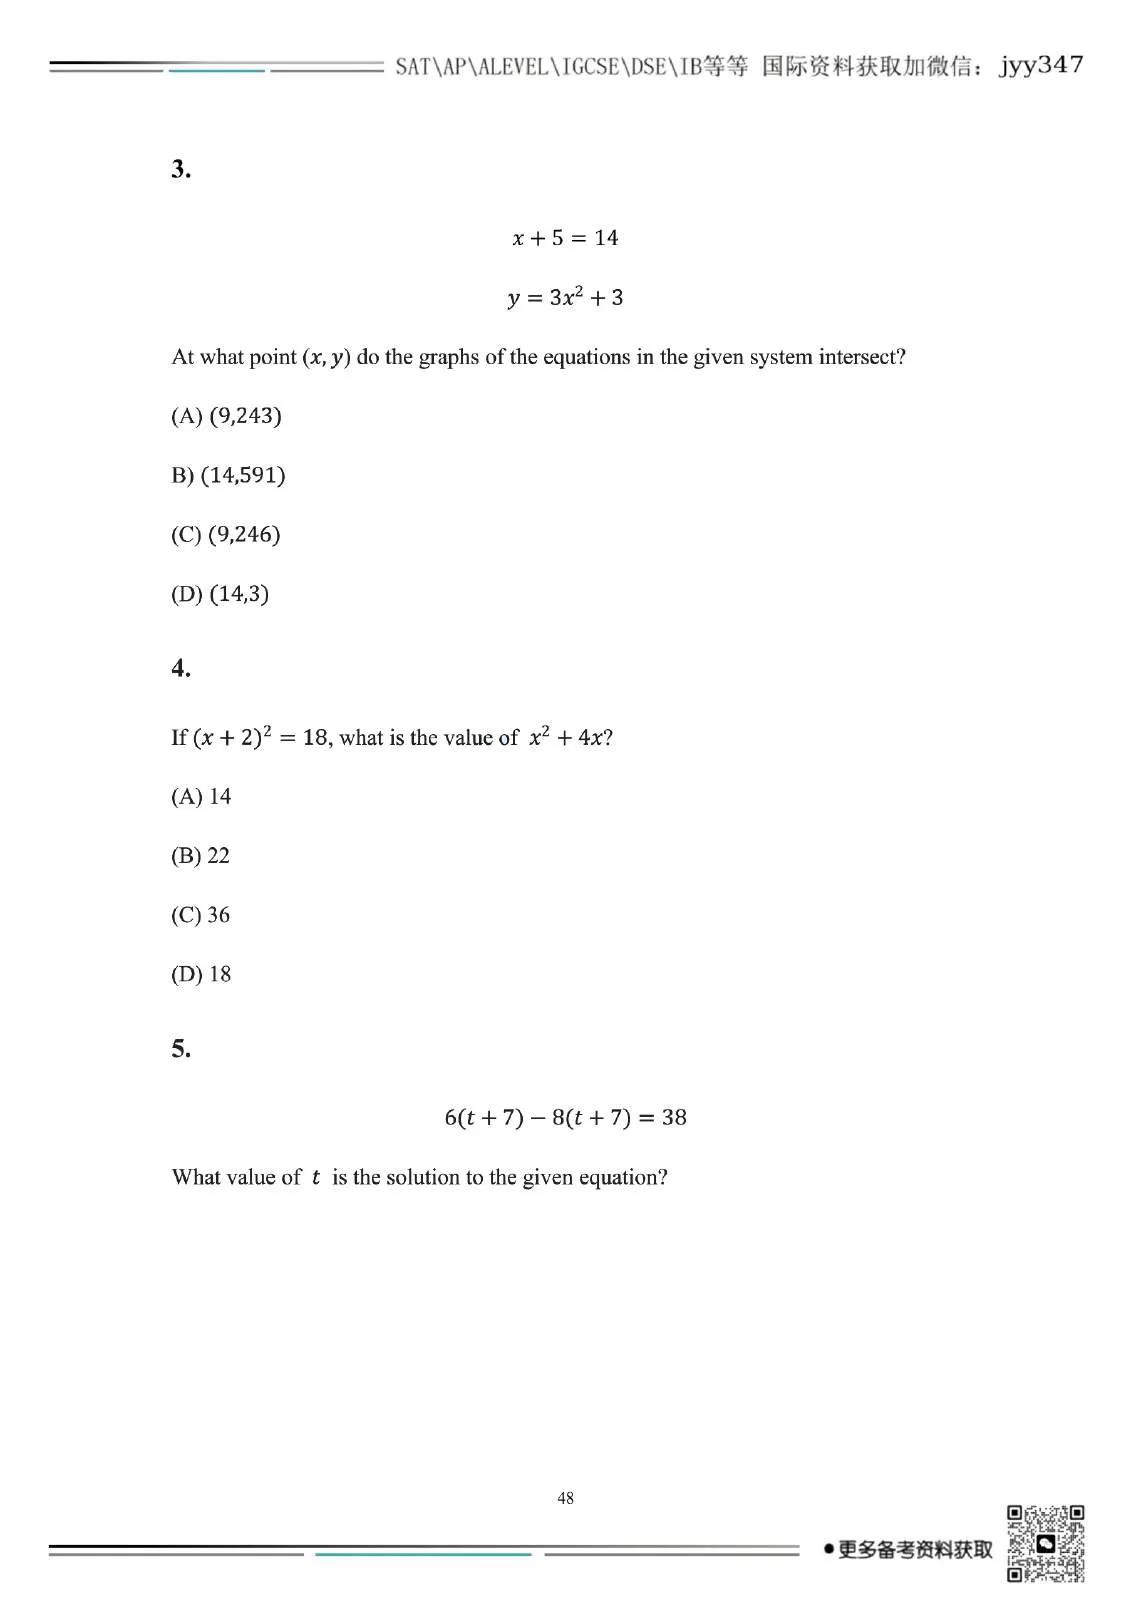 SAT\AP\ALEVEL\IGCSE\DSE\IB等等 国际资料获取加微信： jyy347
3.
x + 5 = 14
y = 3x² + 3
At what point (x, y) do the graphs of the equations in the given system intersect?
(A) (9,243)
B) (14,591)
(C) (9,246)
(D) (14,3)
4.
If (x + 2)² = 18, what is the value of x² + 4x?
(A) 14
(B) 22
(C) 36
(D) 18
5.
6(t + 7) − 8(t + 7) = 38
What value of t is the solution to the given equation?
48
●更多备考资料获取